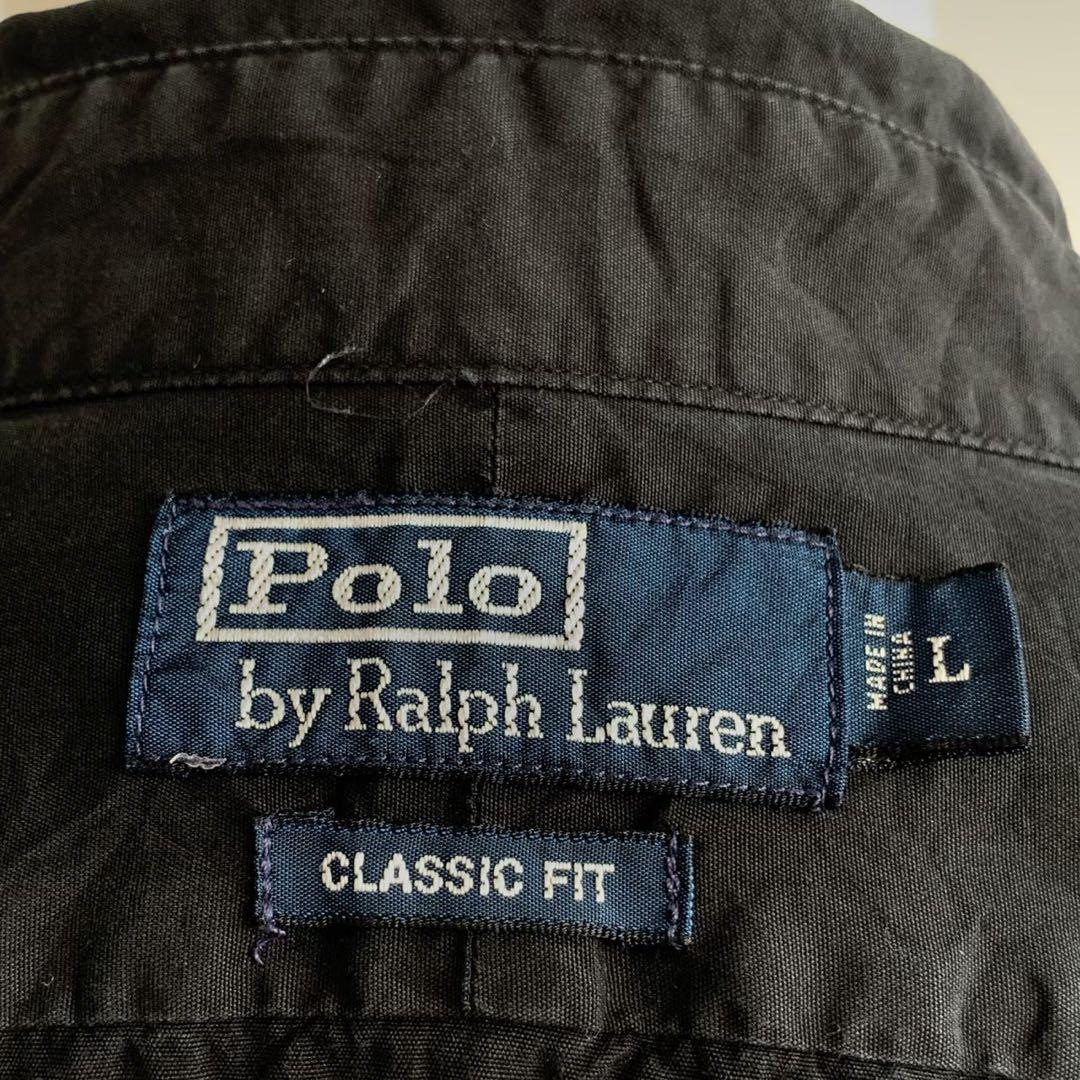 Polo
by Ralph Lauren
MADE IN
CHINA
L
CLASSIC FIT